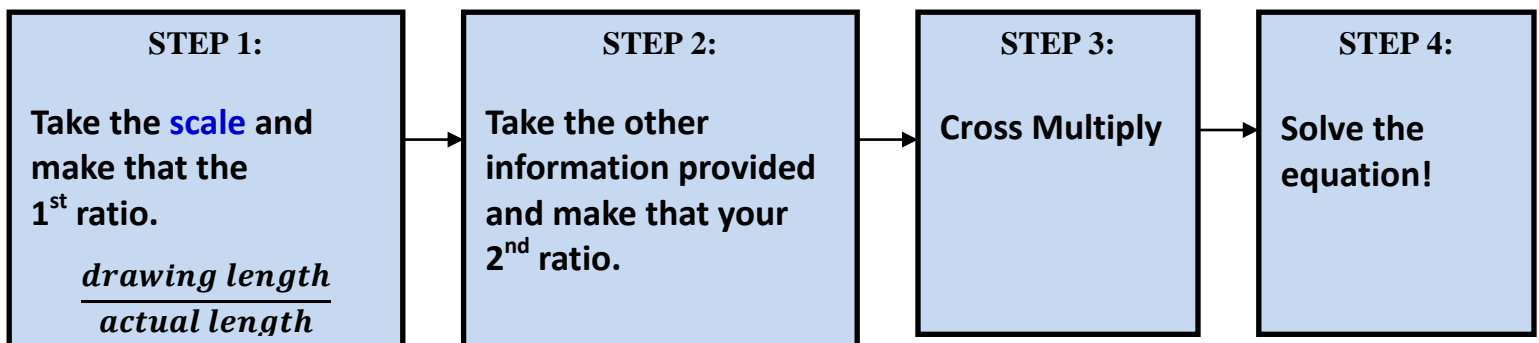 STEP 1:
Take the scale and
make that the
1st ratio.
drawing length
actual length
STEP 2:
Take the other
information provided
and make that your
2nd ratio.
STEP 3:
Cross Multiply
STEP 4:
Solve the
equation!